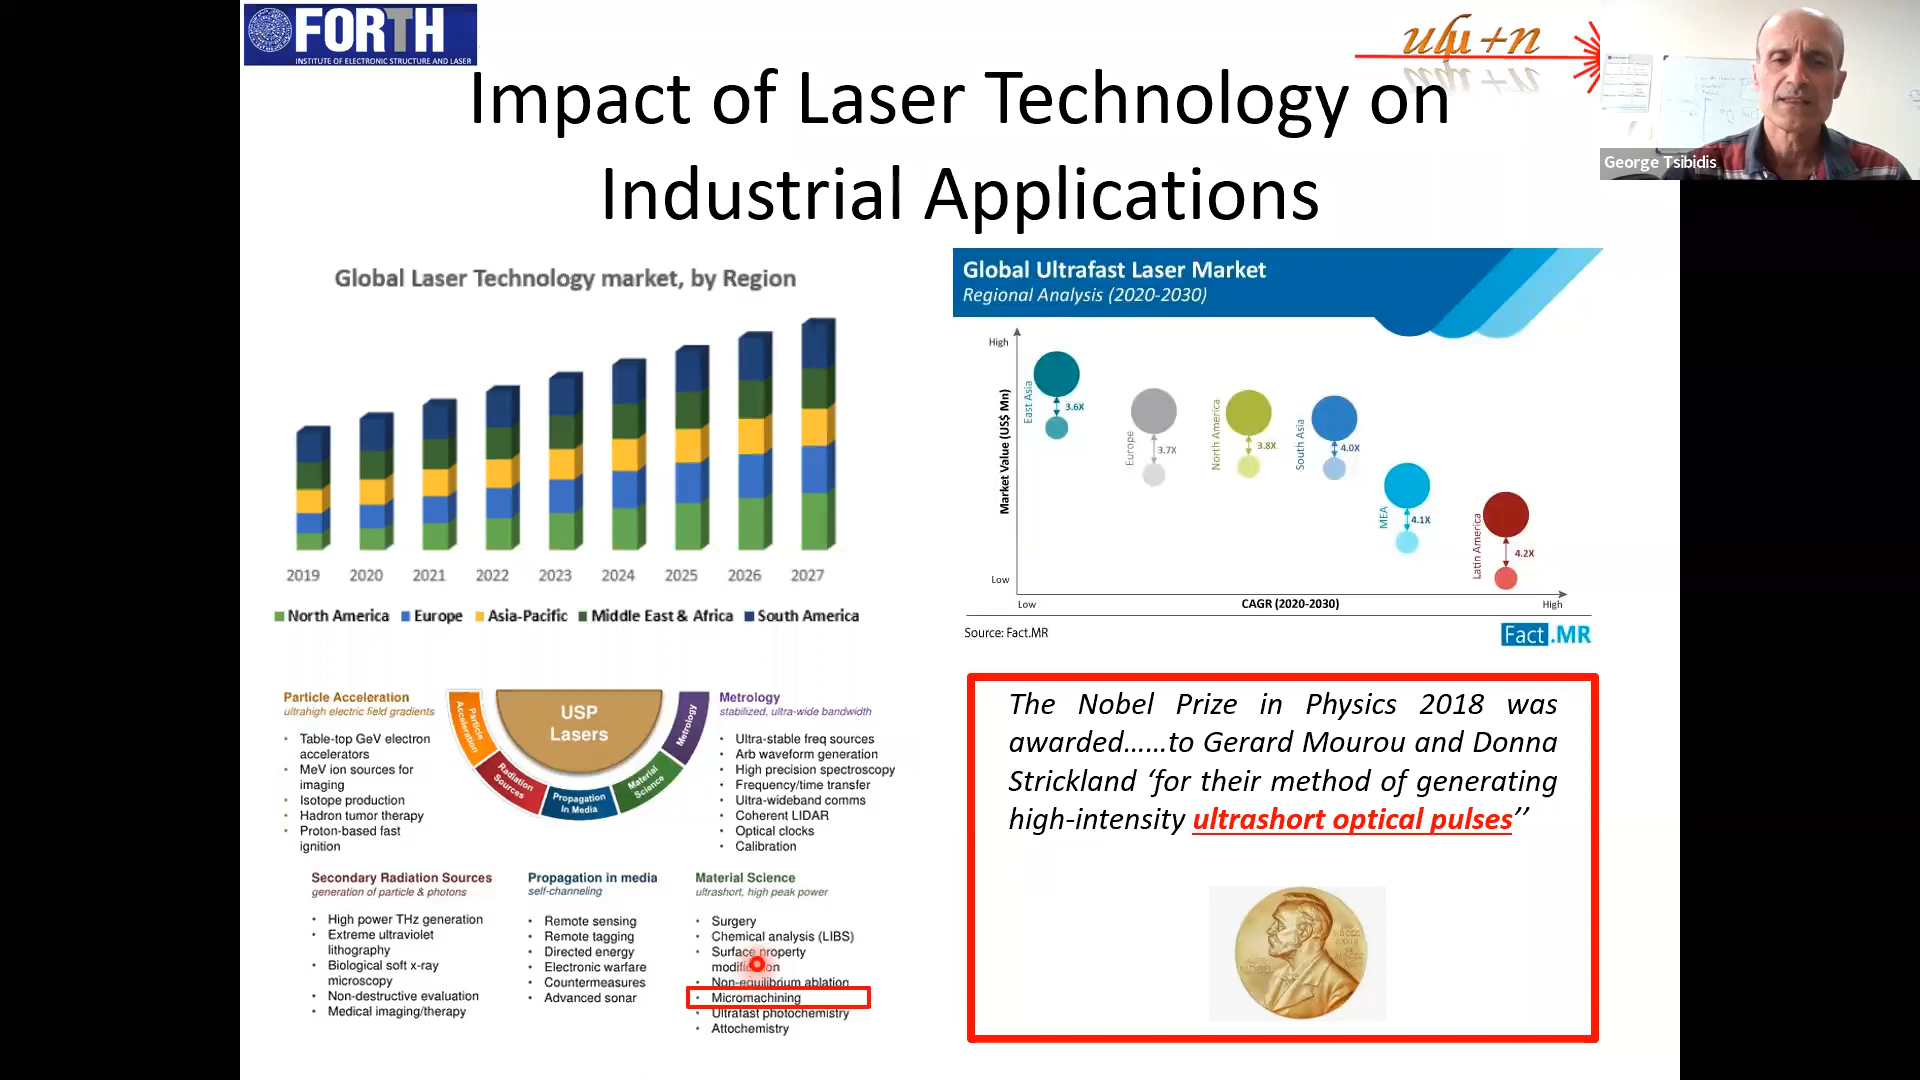 FORTH
INSTITUTE OF ELECTRONIC STRUCTURE AND LASER
Impact of Laser Technology on
Industrial Applications
George Tsibidis
Global Laser Technology market, by Region
2019 2020 2021 2022 2023 2024 2025 2026 2027
North America Europe Asia-Pacific Middle East & Africa South America
Global Ultrafast Laser Market
Regional Analysis (2020-2030)
High
Market Value (US$ Mn)
Low
East Asia
3.6X
Europe
3.7X
North America
3.8X
South Asia
4.0X
MEA
4.1X
Latin America
4.2X
Low
CAGR (2020-2030)
High
Source: Fact.MR
Fact.MR
Particle Acceleration
ultrahigh electric field gradients
• Table-top GeV electron
accelerators
• MeV ion sources for
imaging
• Isotope production
• Hadron tumor therapy
• Proton-based fast
ignition
USP
Lasers
Particle
Acceleration
Radiation
Sources
Propagation
In Media
Material
Science
Metrology
Metrology
stabilized, ultra-wide bandwidth
• Ultra-stable freq sources
• Arb waveform generation
• High precision spectroscopy
• Frequency/time transfer
• Ultra-wideband comms
• Coherent LIDAR
• Optical clocks
• Calibration
Secondary Radiation Sources
generation of particle & photons
• High power THz generation
• Extreme ultraviolet
lithography
• Biological soft x-ray
microscopy
• Non-destructive evaluation
• Medical imaging/therapy
Propagation in media
self-channeling
• Remote sensing
• Remote tagging
• Directed energy
• Electronic warfare
• Countermeasures
• Advanced sonar
Material Science
ultrashort, high peak power
• Surgery
• Chemical analysis (LIBS)
• Surface property
modification
• Non-equilibrium ablation
• Micromachining
• Ultrafast photochemistry
• Attochemistry
The Nobel Prize in Physics 2018 was
awarded......to Gerard Mourou and Donna
Strickland ‘for their method of generating
high-intensity ultrashort optical pulses’’